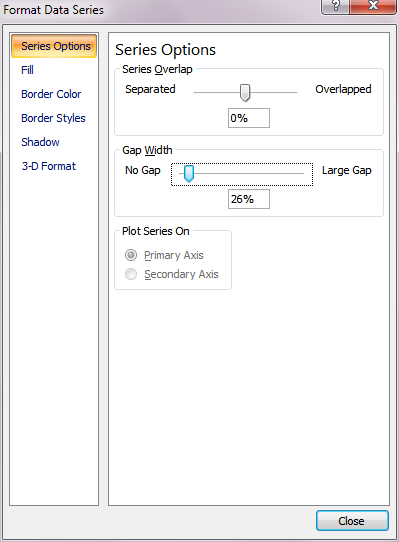 Format Data Series
Series Options
Fill
Border Color
Border Styles
Shadow
3-D Format
Series Options
Series Overlap
Separated Overlapped
0%
Gap Width
No Gap Large Gap
26%
Plot Series On
Primary Axis
Secondary Axis
Close